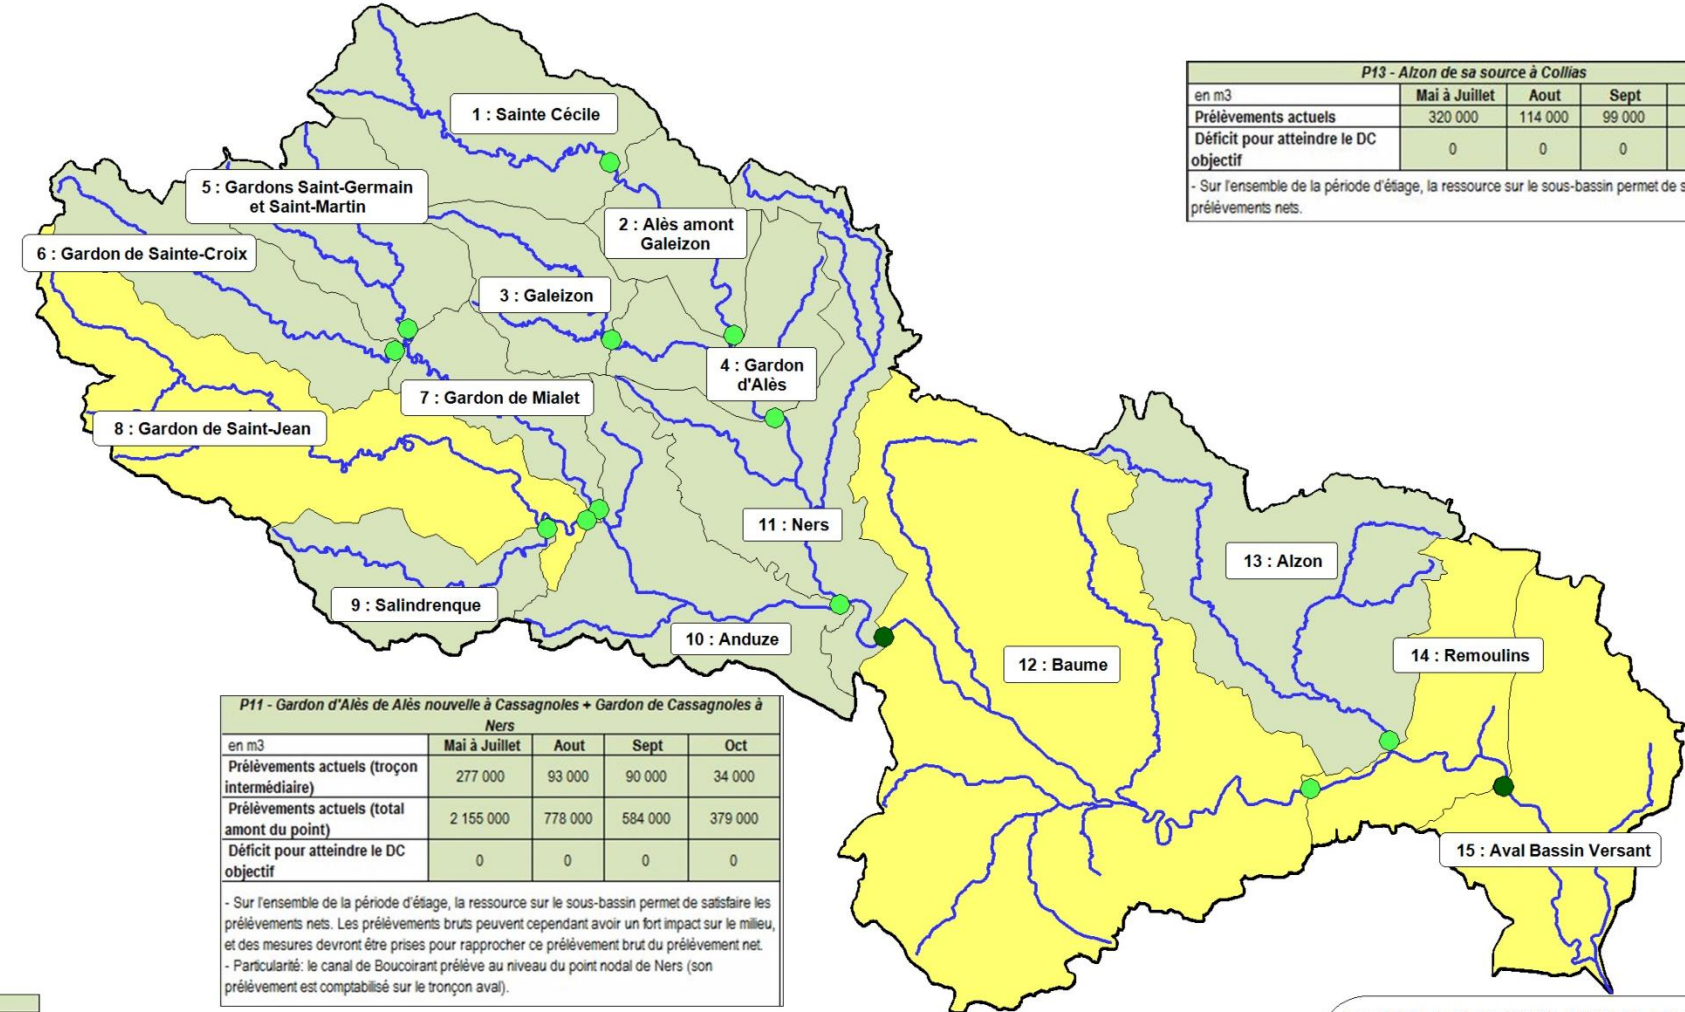 P13 - Alzon de sa source à Collias
en m3 Mai à Juillet Aout Sept
Prélèvements actuels 320 000 114 000 99 000
Déficit pour atteindre le DC
objectif 0 0 0
- Sur l'ensemble de la période d'étiage, la ressource sur le sous-bassin permet de s
prélèvements nets.
1 : Sainte Cécile
5 : Gardons Saint-Germain
et Saint-Martin
2 : Alès amont
Galeizon
6 : Gardon de Sainte-Croix
3 : Galeizon
4 : Gardon
d'Alès
7 : Gardon de Mialet
8 : Gardon de Saint-Jean
11 : Ners
13 : Alzon
9 : Salindrenque
10 : Anduze
12 : Baume
14 : Remoulins
15 : Aval Bassin Versant
P11 - Gardon d'Alès de Alès nouvelle à Cassagnoles + Gardon de Cassagnoles à
Ners
en m3 Mai à Juillet Aout Sept Oct
Prélèvements actuels (troçon
intermédiaire) 277 000 93 000 90 000 34 000
Prélèvements actuels (total
amont du point) 2 155 000 778 000 584 000 379 000
Déficit pour atteindre le DC
objectif 0 0 0 0
- Sur l'ensemble de la période d'étiage, la ressource sur le sous-bassin permet de satisfaire les
prélèvements nets. Les prélèvements bruts peuvent cependant avoir un fort impact sur le milieu,
et des mesures devront être prises pour rapprocher ce prélèvement brut du prélèvement net.
- Particularité: le canal de Boucoirant prélève au niveau du point nodal de Ners (son
prélèvement est comptabilisé sur le tronçon aval).